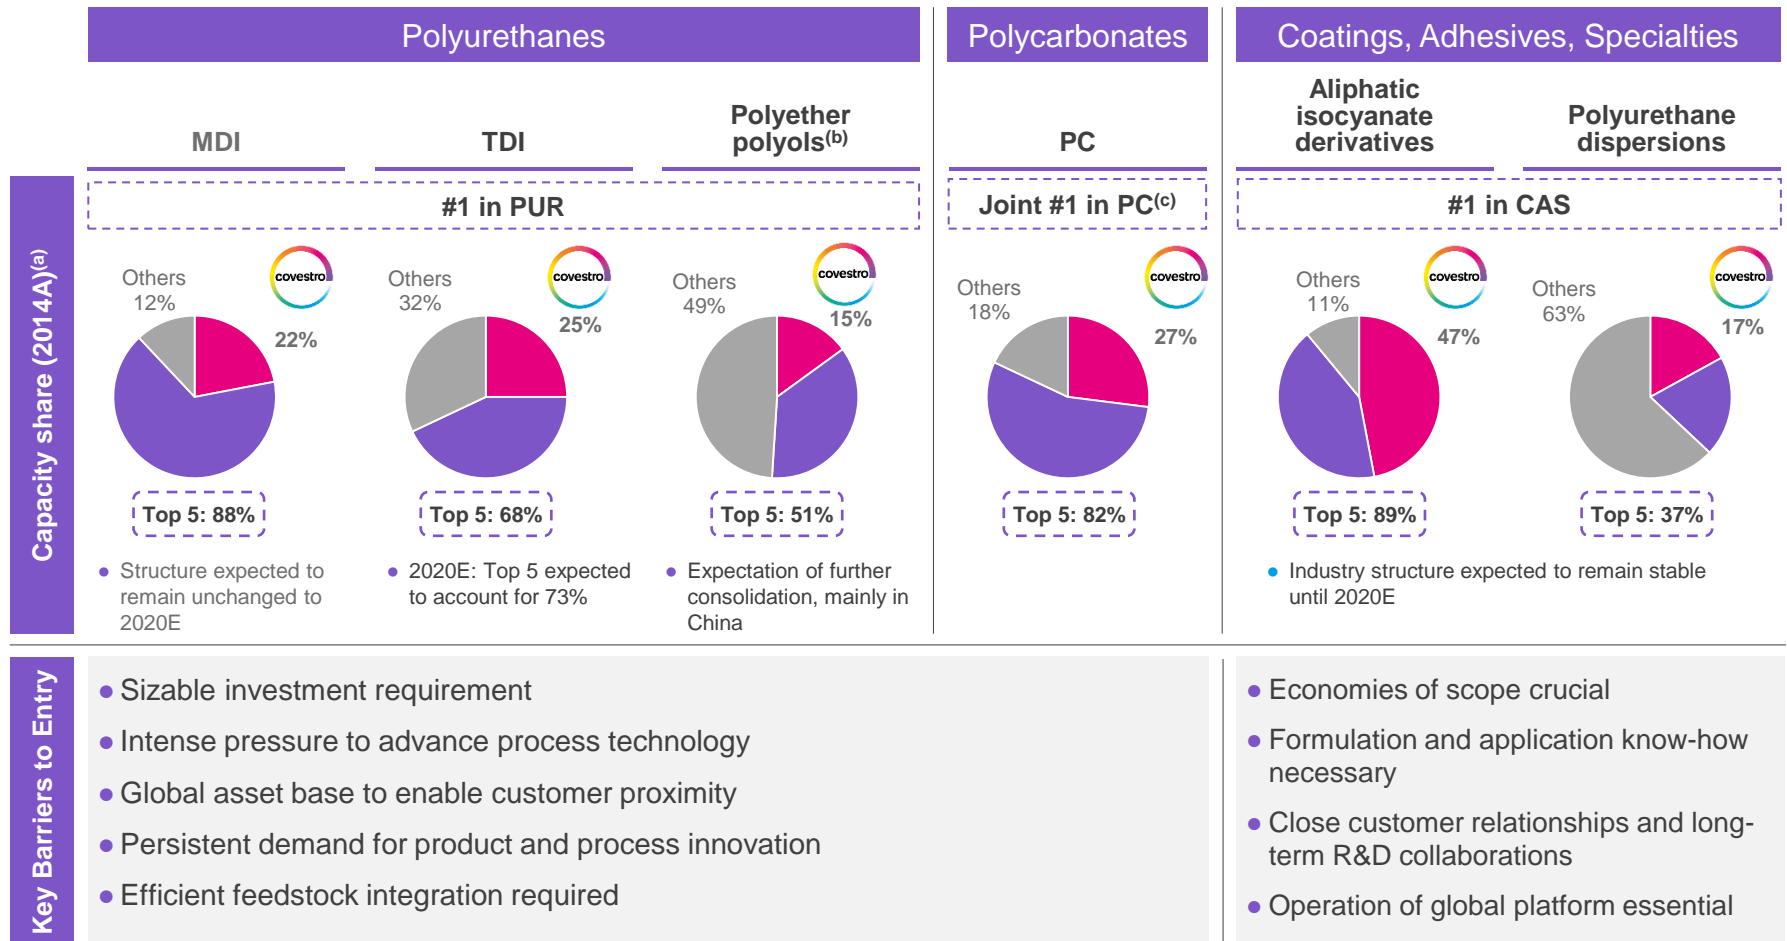 Polyurethanes
Polycarbonates
Coatings, Adhesives, Specialties
MDI
TDI
Polyether
polyols(b)
PC
Aliphatic
isocyanate
derivatives
Polyurethane
dispersions
Capacity share (2014A)(a)
#1 in PUR
Joint #1 in PC(c)
#1 in CAS
Others
12%
covestro
22%
Others
32%
covestro
25%
Others
49%
covestro
15%
Others
18%
covestro
27%
Others
11%
covestro
47%
Others
63%
covestro
17%
Top 5: 88%
Top 5: 68%
Top 5: 51%
Top 5: 82%
Top 5: 89%
Top 5: 37%
• Structure expected to
remain unchanged to
2020E
• 2020E: Top 5 expected
to account for 73%
• Expectation of further
consolidation, mainly in
China
• Industry structure expected to remain stable
until 2020E
Key Barriers to Entry
• Sizable investment requirement
• Intense pressure to advance process technology
• Global asset base to enable customer proximity
• Persistent demand for product and process innovation
• Efficient feedstock integration required
• Economies of scope crucial
• Formulation and application know-how
necessary
• Close customer relationships and long-
term R&D collaborations
• Operation of global platform essential